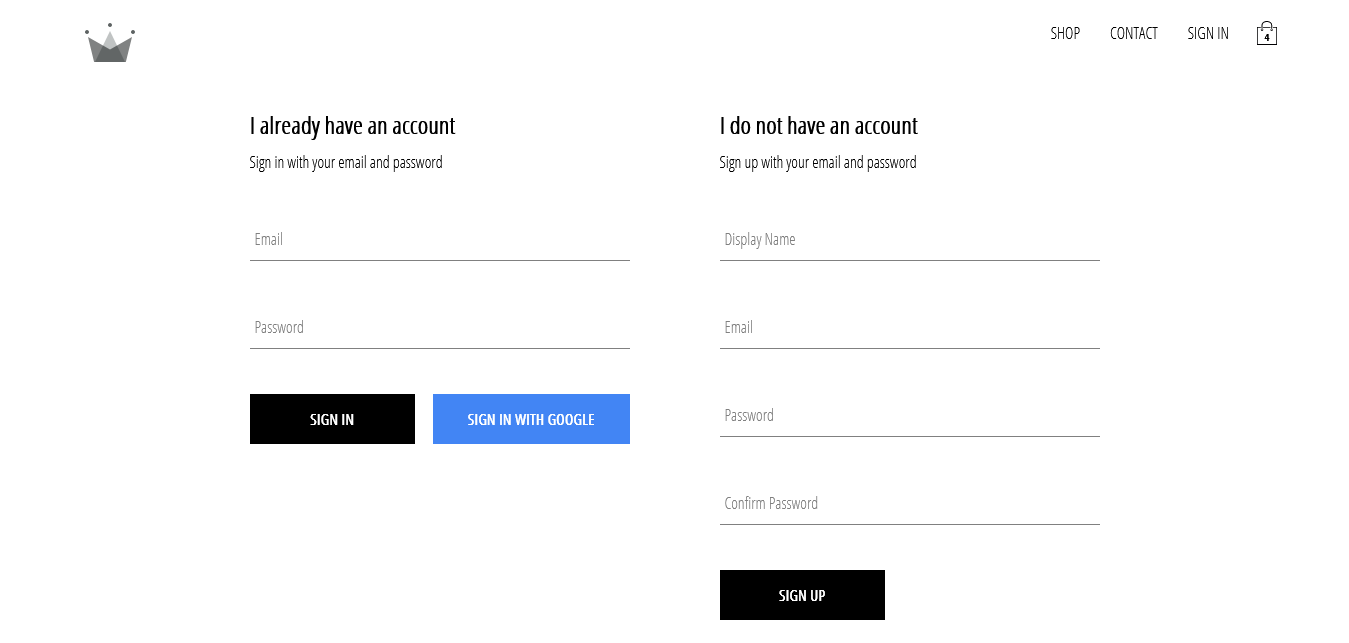 SHOP CONTACT SIGN IN 4
I already have an account
Sign in with your email and password
Email
Password
SIGN IN SIGN IN WITH GOOGLE
I do not have an account
Sign up with your email and password
Display Name
Email
Password
Confirm Password
SIGN UP